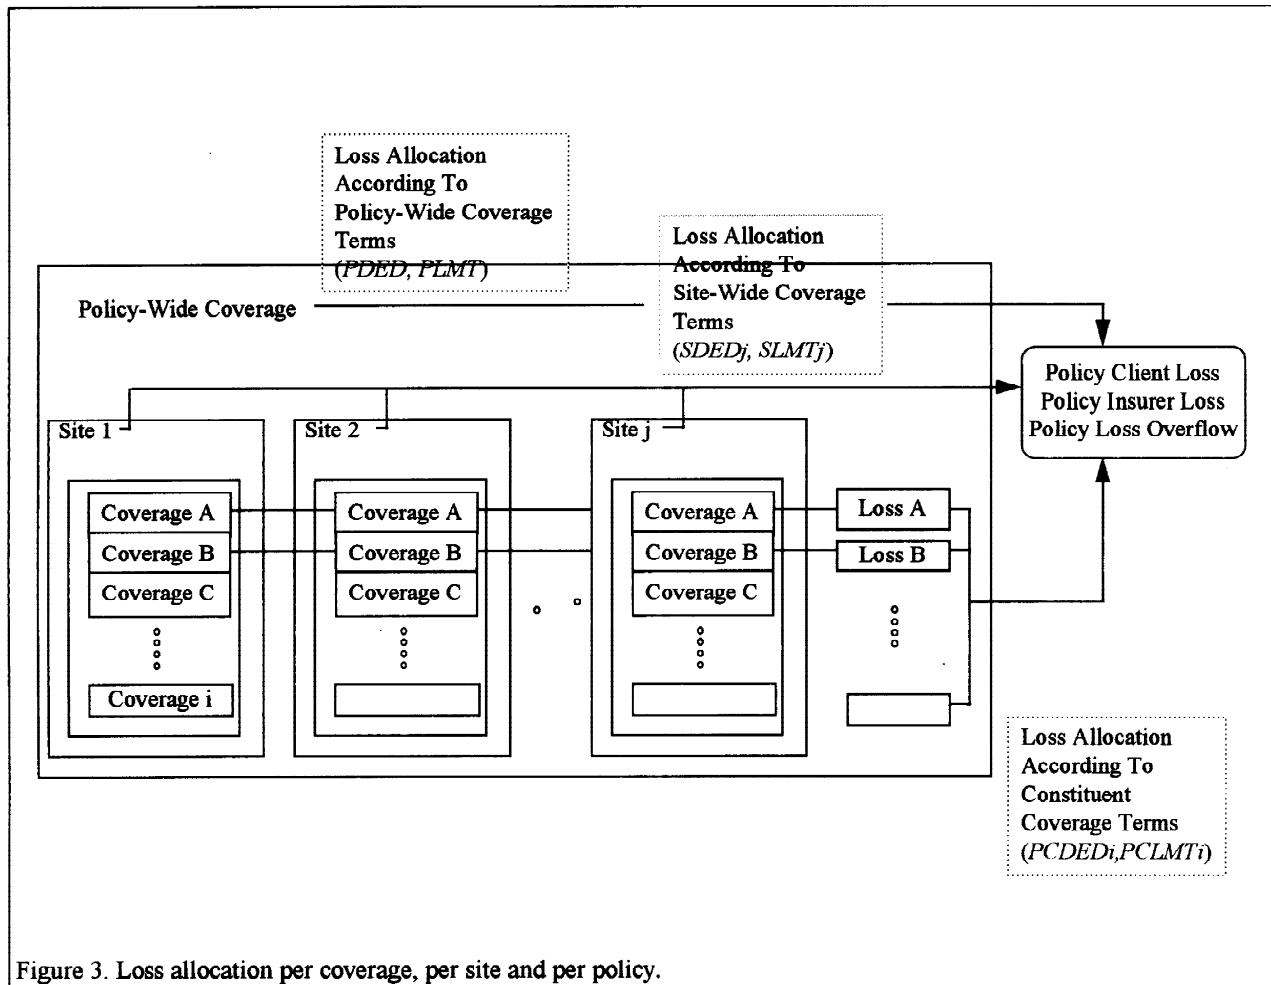 Loss Allocation
According To
Policy-Wide Coverage
Terms
(PDED, PLMT)
Loss Allocation
According To
Site-Wide Coverage
Terms
(SDEDj, SLMTj)
Policy-Wide Coverage
Policy Client Loss
Policy Insurer Loss
Policy Loss Overflow
Site 1
Site 2
Site j
Coverage A
Coverage B
Coverage C
Coverage i
Coverage A
Coverage B
Coverage C
Coverage A
Coverage B
Coverage C
Loss A
Loss B
Loss Allocation
According To
Constituent
Coverage Terms
(PCDEDi,PCLMTi)
Figure 3. Loss allocation per coverage, per site and per policy.